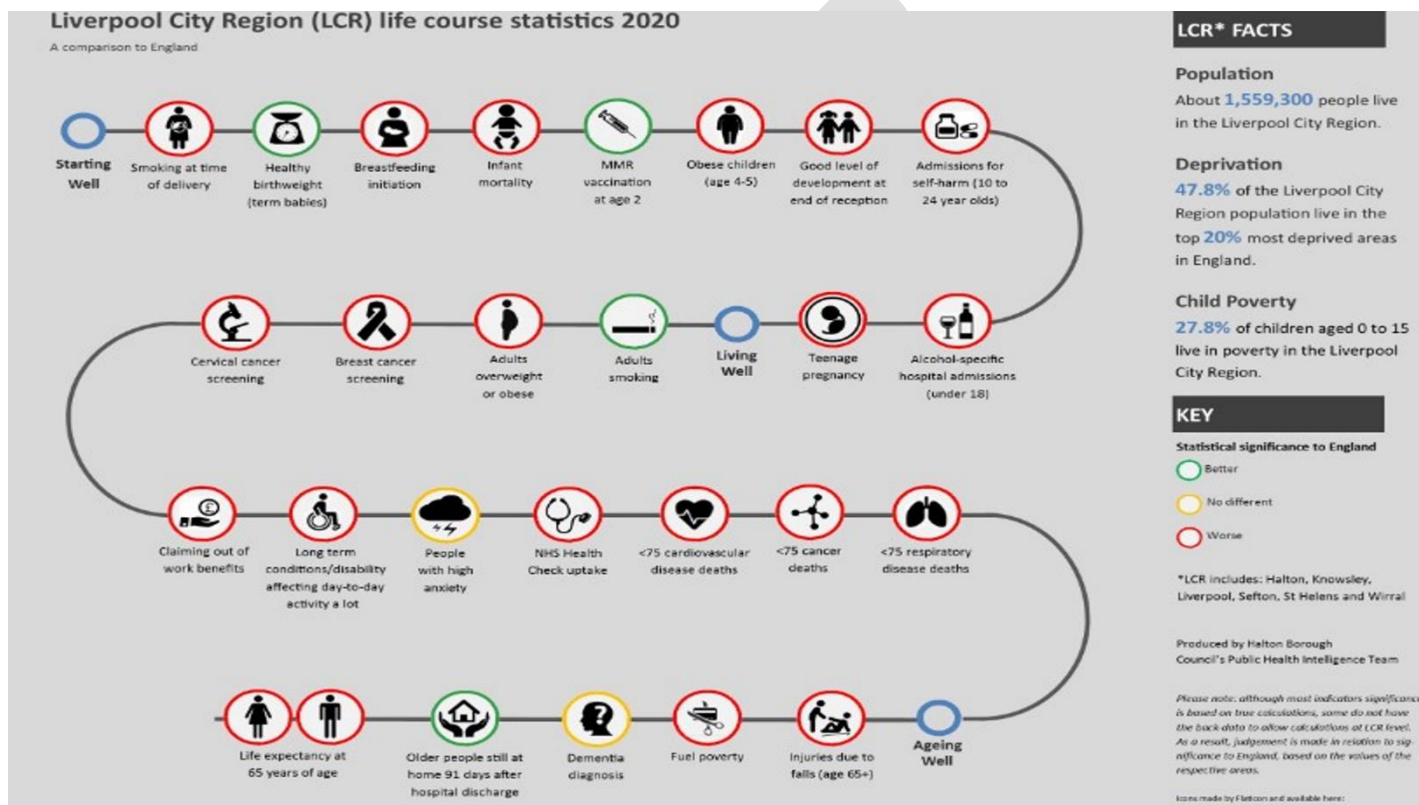 Liverpool City Region (LCR) life course statistics 2020
A comparison to England
Starting
Well
Smoking at time
of delivery
Healthy
birthweight
(term babies)
Breastfeeding
initiation
Infant
mortality
MMR
vaccination
at age 2
Obese children
(age 4-5)
Good level of
development at
end of reception
Admissions for
self-harm (10 to
24 year olds)
Cervical cancer
screening
Breast cancer
screening
Adults
overweight
or obese
Adults
smoking
Living
Well
Teenage
pregnancy
Alcohol-specific
hospital admissions
(under 18)
£
Claiming out of
work benefits
Long term
conditions/disability
affecting day-to-day
activity a lot
People
with high
anxiety
NHS Health
Check uptake
<75 cardiovascular
disease deaths
<75 cancer
deaths
<75 respiratory
disease deaths
Life expectancy at
65 years of age
Older people still at
home 91 days after
hospital discharge
?
Dementia
diagnosis
Fuel poverty
Injuries due to
falls (age 65+)
Ageing
Well
LCR* FACTS
Population
About 1,559,300 people live
in the Liverpool City Region.
Deprivation
47.8% of the Liverpool City
Region population live in the
top 20% most deprived areas
in England.
Child Poverty
27.8% of children aged 0 to 15
live in poverty in the Liverpool
City Region.
KEY
Statistical significance to England
Better
No different
Worse
*LCR includes: Halton, Knowsley,
Liverpool, Sefton, St Helens and Wirral
Produced by Halton Borough
Council's Public Health Intelligence Team
Please note: although most indicators significanc
is based on true calculations, some do not have
the back-data to allow calculations at LCR level.
As a result, judgement is made in relation to sig-
nificance to England, based on the values of the
respective areas.
Icons made by Flaticon and available here: